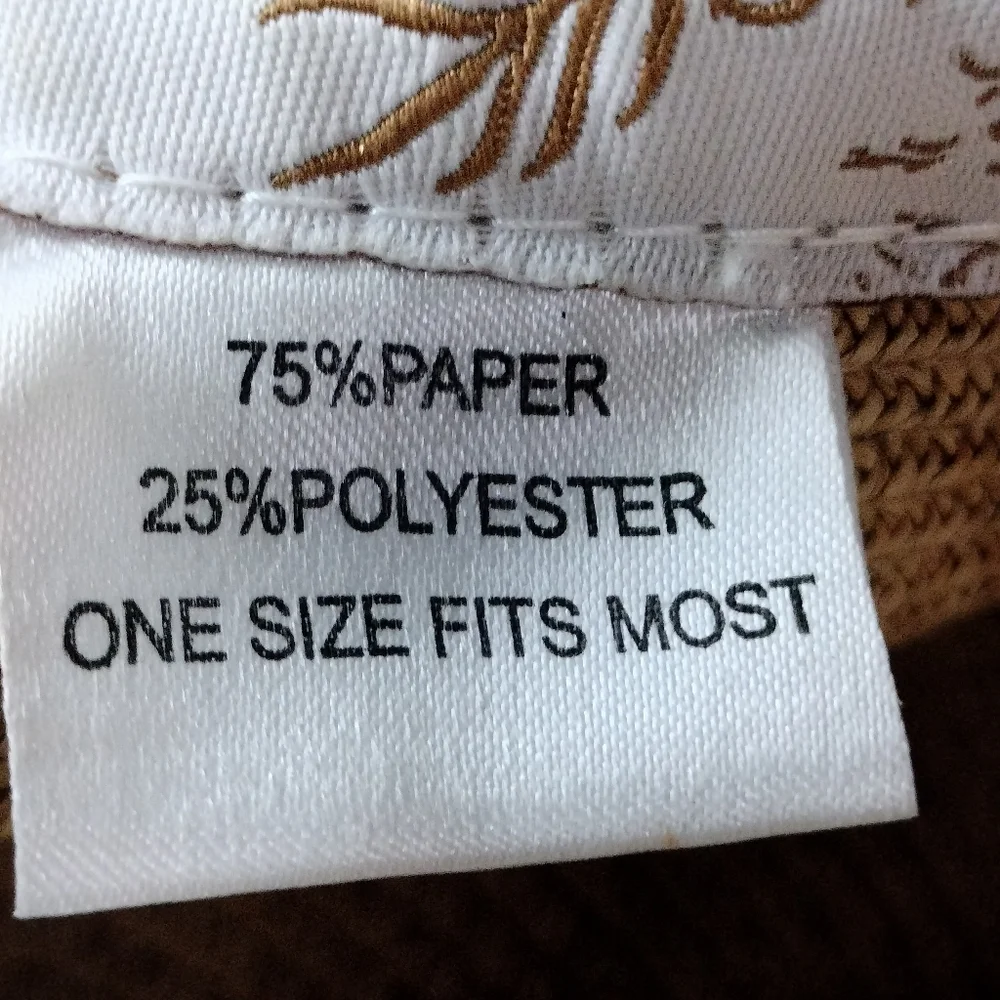 75%PAPER
25%POLYESTER
ONE SIZE FITS MOST